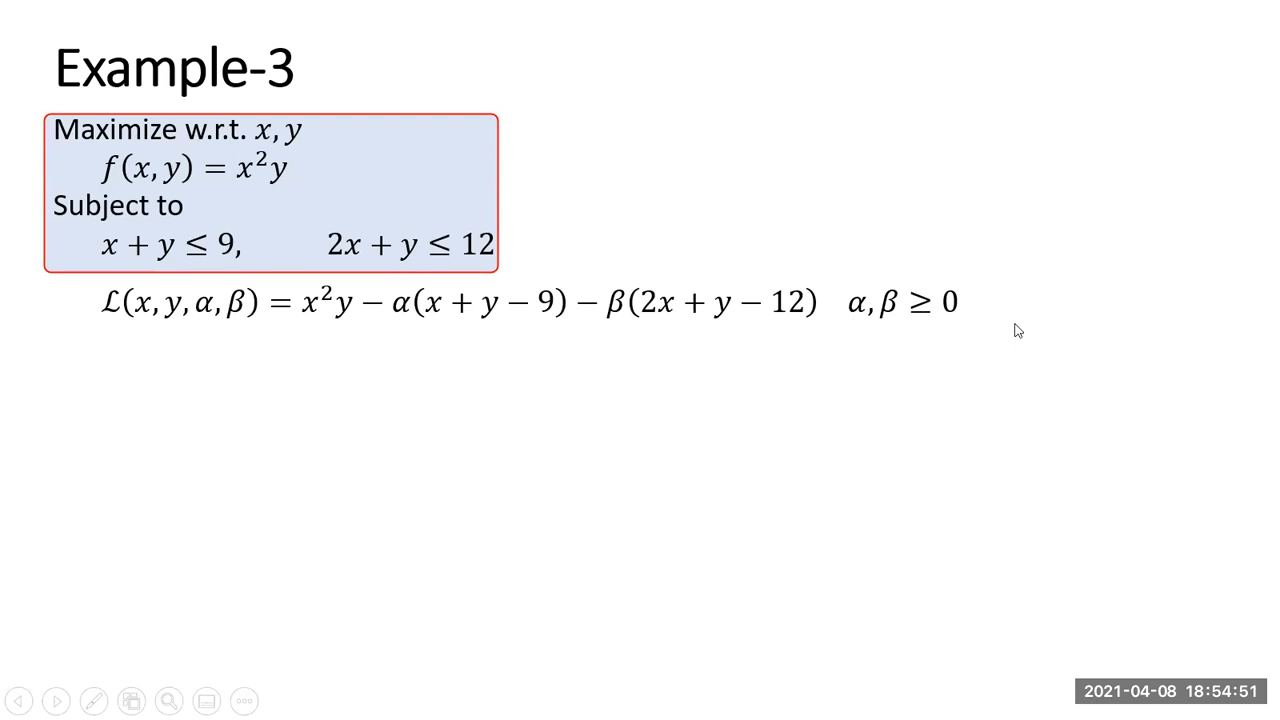 Example-3
Maximize w.r.t. 𝑥, 𝑦
𝑓(𝑥, 𝑦) = 𝑥²𝑦
Subject to
𝑥 + 𝑦 ≤ 9, 2𝑥 + 𝑦 ≤ 12
ℒ(𝑥, 𝑦, 𝛼, 𝛽) = 𝑥²𝑦 − 𝛼(𝑥 + 𝑦 − 9) − 𝛽(2𝑥 + 𝑦 − 12) 𝛼, 𝛽 ≥ 0
2021-04-08 18:54:51